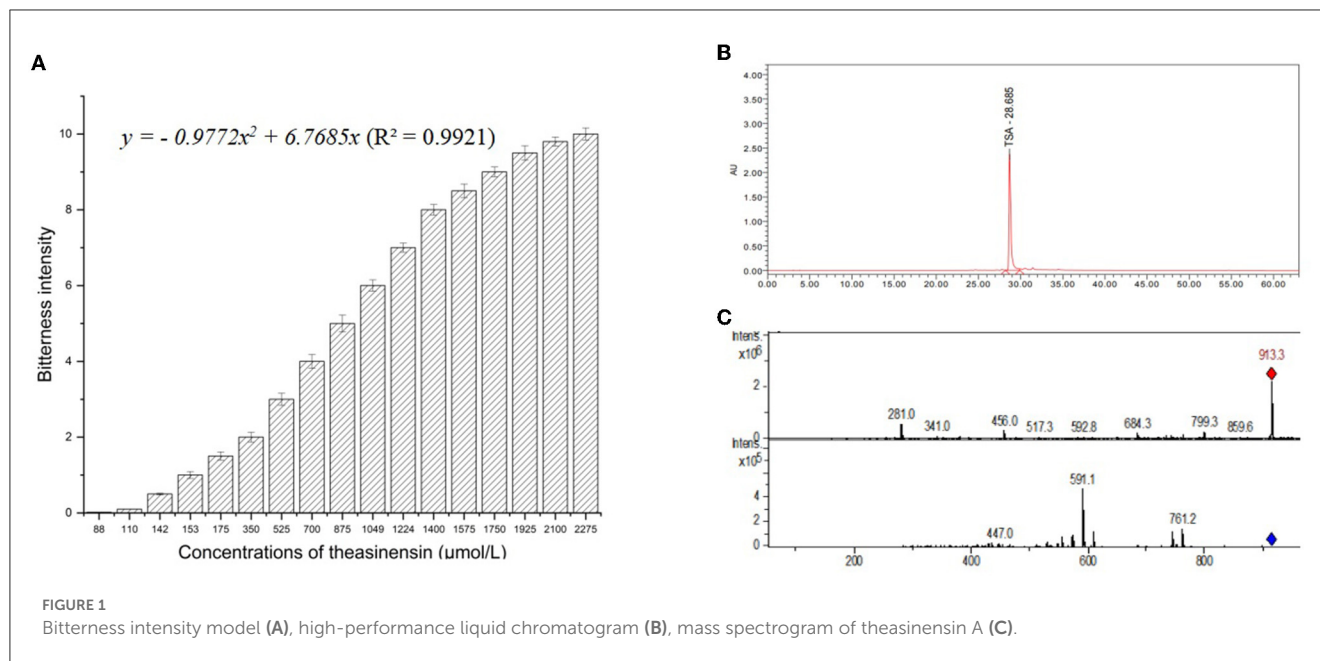 A
y = - 0.9772x² + 6.7685x (R² = 0.9921)
Bitterness intensity
10
8
6
4
2
0
88 110 142 153 175 350 525 700 875 1049 1224 1400 1575 1750 1925 2100 2275
Concentrations of theasinensin (μmol/L)
B
AU
4.00
3.50
3.00
2.50
2.00
1.50
1.00
0.50
0.00
TSA - 28.685
0.00 5.00 10.00 15.00 20.00 25.00 30.00 35.00 40.00 45.00 50.00 55.00 60.00
C
Intens.
x10⁶
2
0
281.0 341.0 456.0 517.3 592.8 684.3 799.3 859.6 913.3
Intens.
x10⁵
4
2
0
447.0 591.1 761.2
200 400 600 800
FIGURE 1
Bitterness intensity model (A), high-performance liquid chromatogram (B), mass spectrogram of theasinensin A (C).